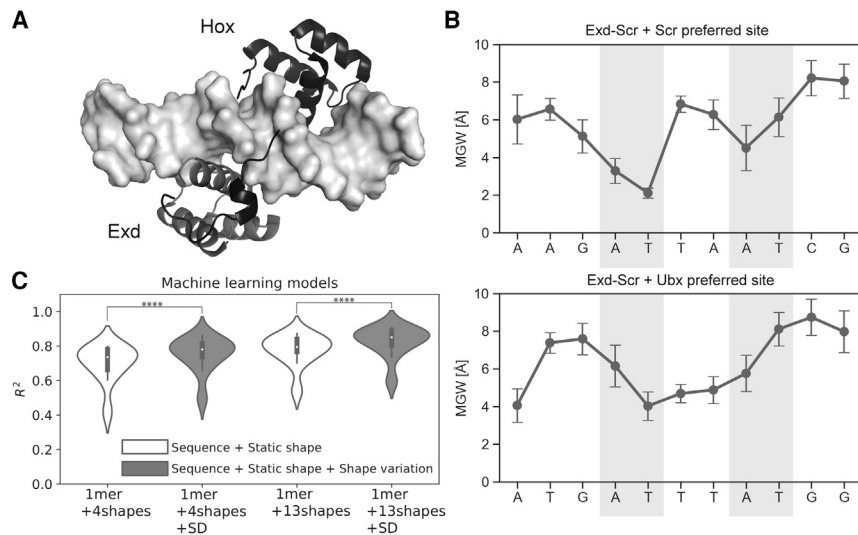 A
Hox
Exd
B
Exd-Scr + Scr preferred site
10
8
6
4
2
0
MGW [Å]
A A G A T T A A T C G
Exd-Scr + Ubx preferred site
10
8
6
4
2
0
MGW [Å]
A T G A T T T A T G G
C
Machine learning models
**** ****
1.0
0.8
0.6
0.4
0.2
0.0
R²
Sequence + Static shape
Sequence + Static shape + Shape variation
1mer 1mer 1mer 1mer
+4shapes +4shapes +13shapes +13shapes
+SD +SD